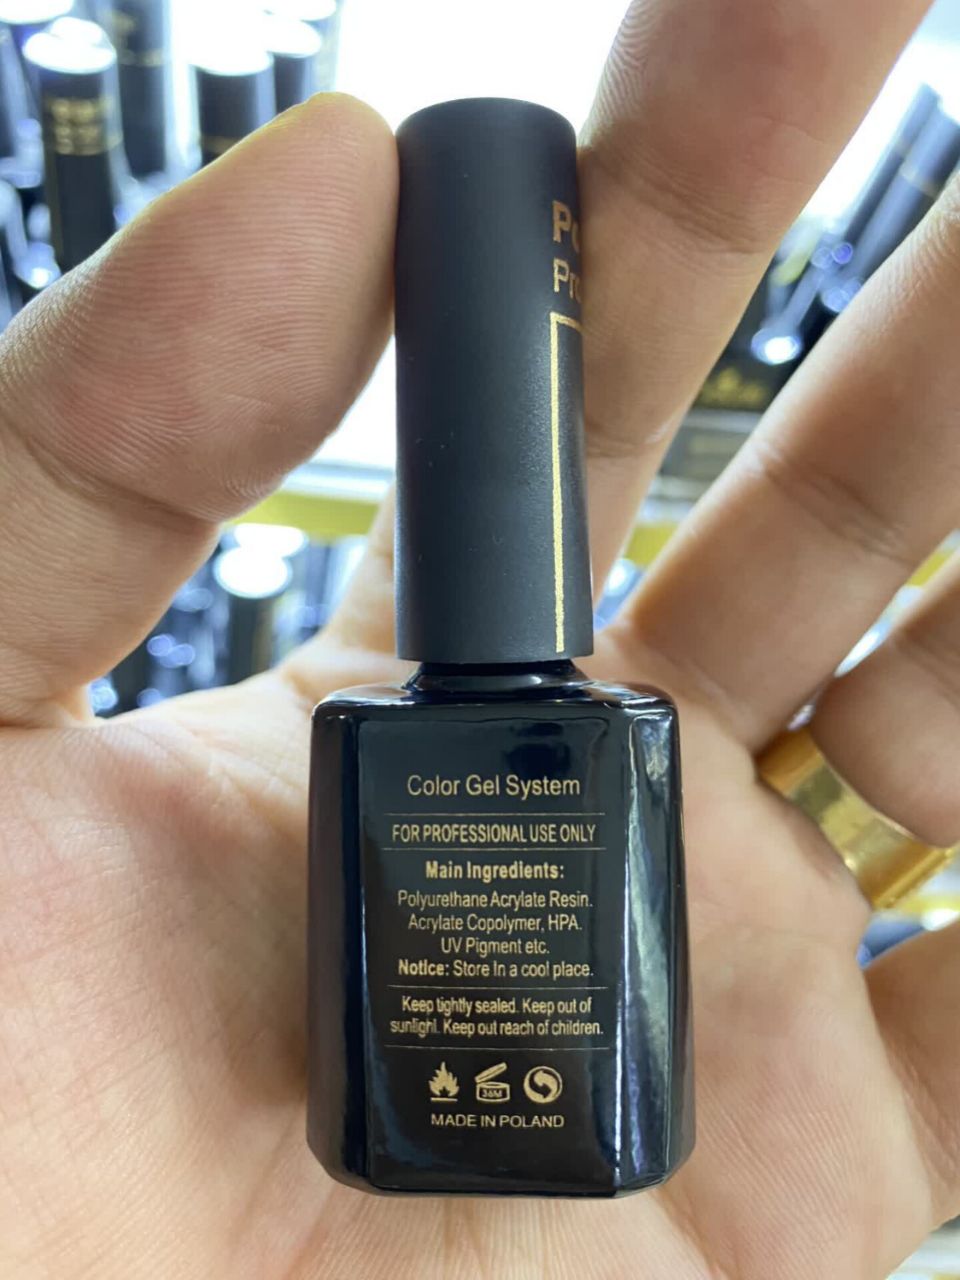 Color Gel System
FOR PROFESSIONAL USE ONLY
Main Ingredients:
Polyurethane Acrylate Resin.
Acrylate Copolymer, HPA.
UV Pigment etc.
Notice: Store In a cool place.
Keep tightly sealed. Keep out of
sunlight. Keep out reach of children.
36M
MADE IN POLAND